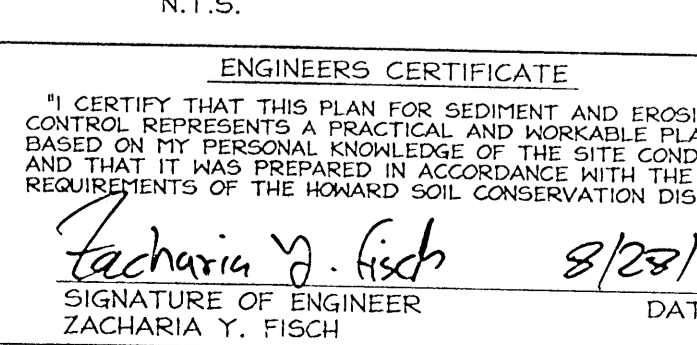 N.T.S.
ENGINEERS CERTIFICATE
"I CERTIFY THAT THIS PLAN FOR SEDIMENT AND EROSI
CONTROL REPRESENTS A PRACTICAL AND WORKABLE PLA
BASED ON MY PERSONAL KNOWLEDGE OF THE SITE COND
AND THAT IT WAS PREPARED IN ACCORDANCE WITH THE
REQUIREMENTS OF THE HOWARD SOIL CONSERVATION DIS
Zacharia Y. Fisch 8/28/
SIGNATURE OF ENGINEER DAT
ZACHARIA Y. FISCH